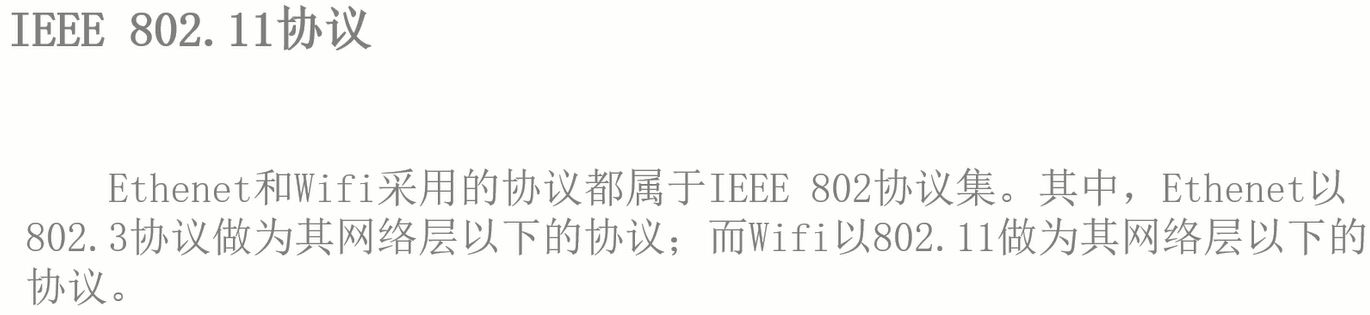 IEEE 802.11协议
Ethenet和Wifi采用的协议都属于IEEE 802协议集。其中，Ethenet以
802.3协议做为其网络层以下的协议；而Wifi以802.11做为其网络层以下的
协议。